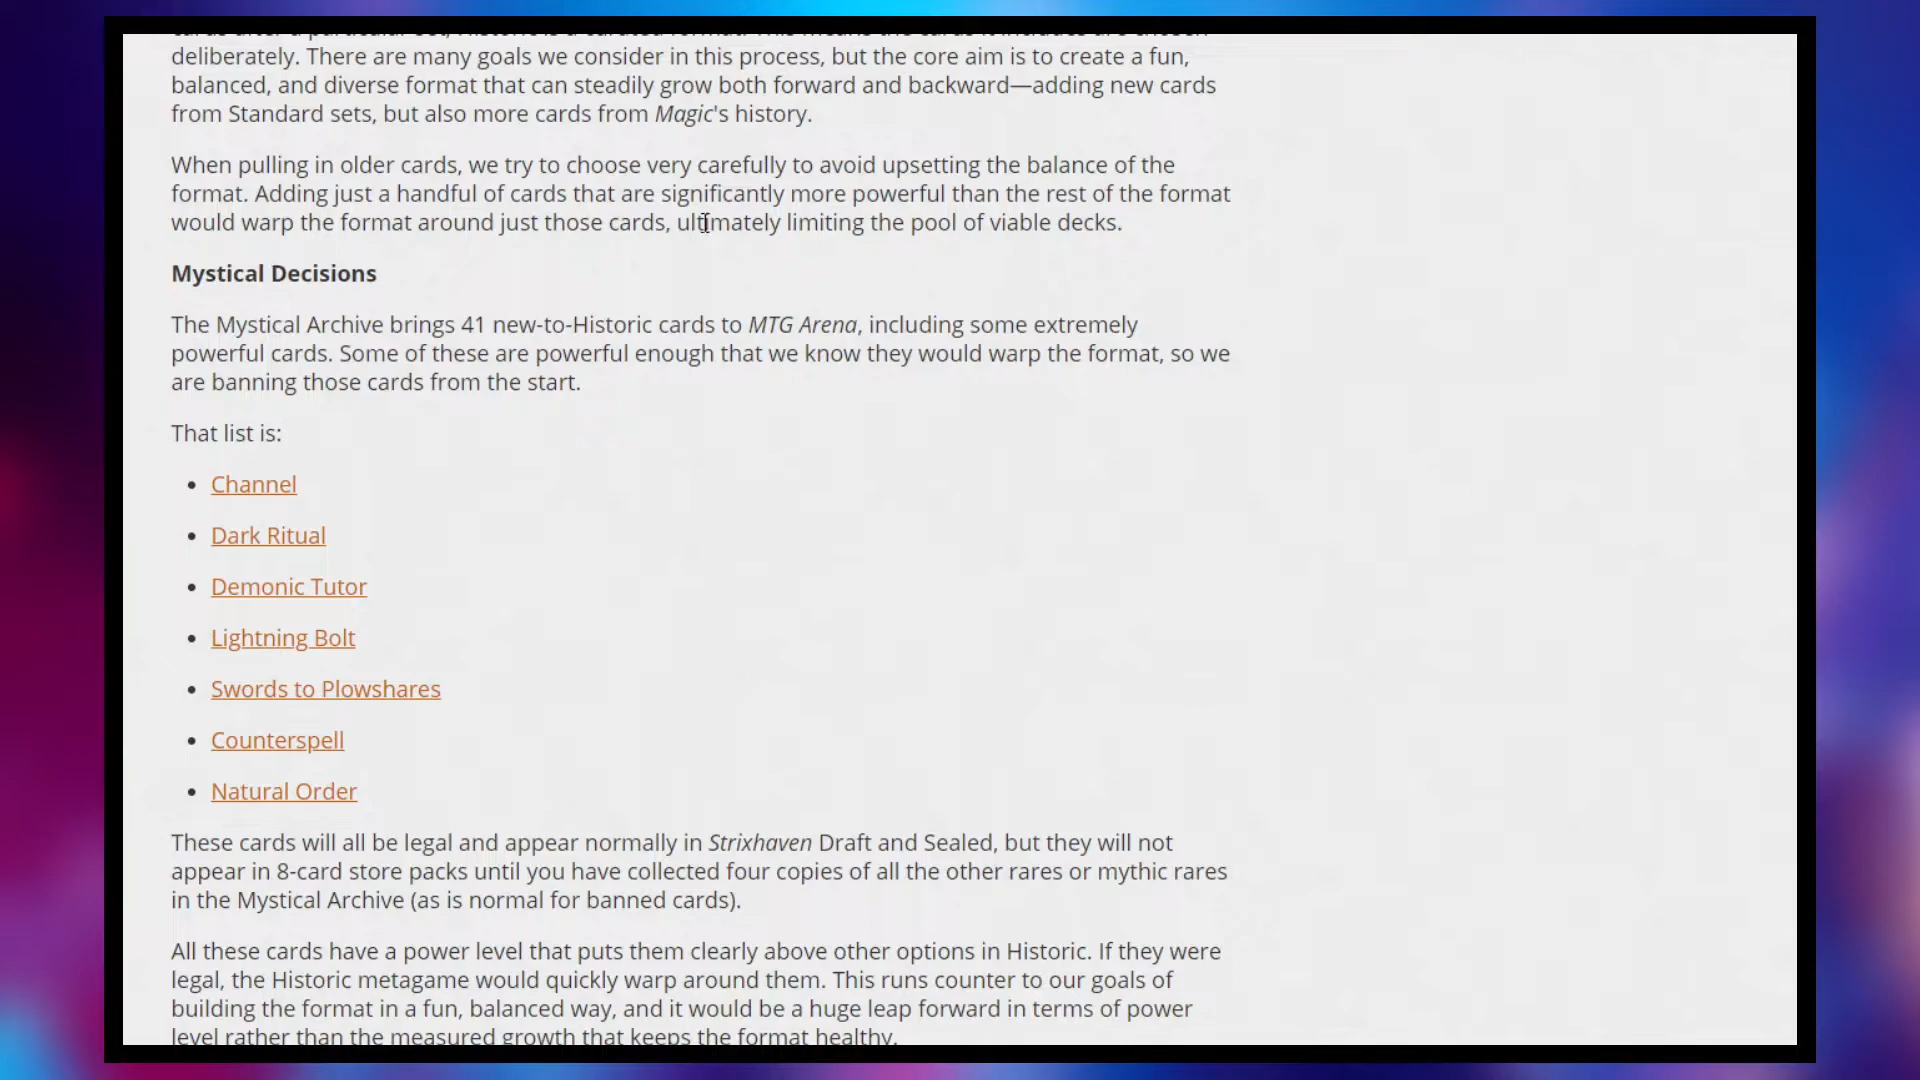 deliberately. There are many goals we consider in this process, but the core aim is to create a fun,
balanced, and diverse format that can steadily grow both forward and backward—adding new cards
from Standard sets, but also more cards from Magic's history.
When pulling in older cards, we try to choose very carefully to avoid upsetting the balance of the
format. Adding just a handful of cards that are significantly more powerful than the rest of the format
would warp the format around just those cards, ultimately limiting the pool of viable decks.
Mystical Decisions
The Mystical Archive brings 41 new-to-Historic cards to MTG Arena, including some extremely
powerful cards. Some of these are powerful enough that we know they would warp the format, so we
are banning those cards from the start.
That list is:
• Channel
• Dark Ritual
• Demonic Tutor
• Lightning Bolt
• Swords to Plowshares
• Counterspell
• Natural Order
These cards will all be legal and appear normally in Strixhaven Draft and Sealed, but they will not
appear in 8-card store packs until you have collected four copies of all the other rares or mythic rares
in the Mystical Archive (as is normal for banned cards).
All these cards have a power level that puts them clearly above other options in Historic. If they were
legal, the Historic metagame would quickly warp around them. This runs counter to our goals of
building the format in a fun, balanced way, and it would be a huge leap forward in terms of power
level rather than the measured growth that keeps the format healthy.